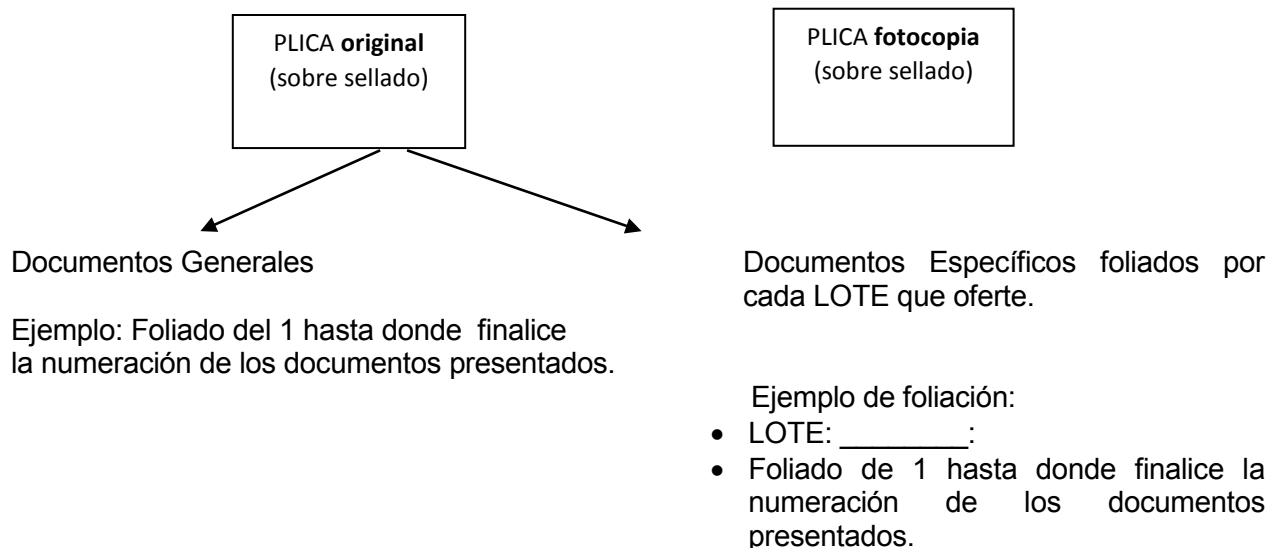 PLICA original
(sobre sellado)
PLICA fotocopia
(sobre sellado)
Documentos Generales
Ejemplo: Foliado del 1 hasta donde finalice
la numeración de los documentos presentados.
Documentos Específicos foliados por
cada LOTE que oferte.
Ejemplo de foliación:
• LOTE: ________:
• Foliado de 1 hasta donde finalice la
numeración de los documentos
presentados.